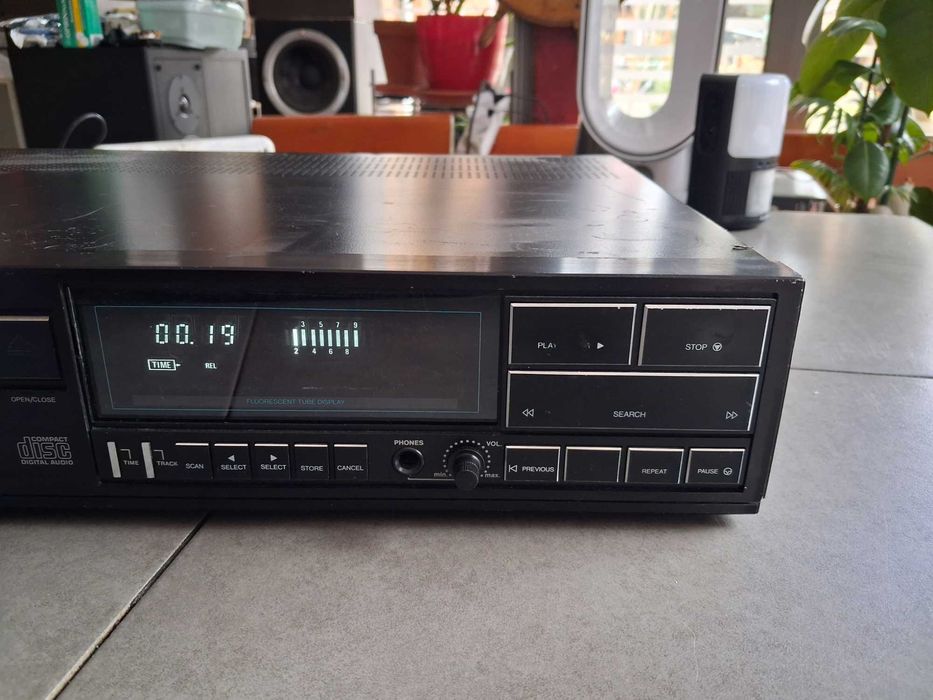 00.19
3 5 7 9
2 4 6 8
TIME
REL
FLUORESCENT TUBE DISPLAY
STOP
SEARCH
OPEN/CLOSE
COMPACT
disc
DIGITAL AUDIO
TIME
TRACK
SCAN
SELECT
SELECT
STORE
CANCEL
PHONES
VOL.
min.
max.
PREVIOUS
REPEAT
PAUSE